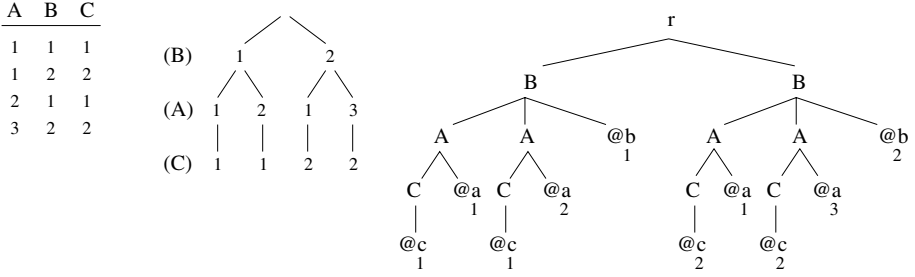 A B C
1 1 1
1 2 2
2 1 1
3 2 2
(B) 1 2
(A) 1 2 1 3
(C) 1 1 2 2
r
B B
A A @b A A @b
1 2
C @a C @a C @a C @a
1 2 1 3
@c @c @c @c
1 1 2 2